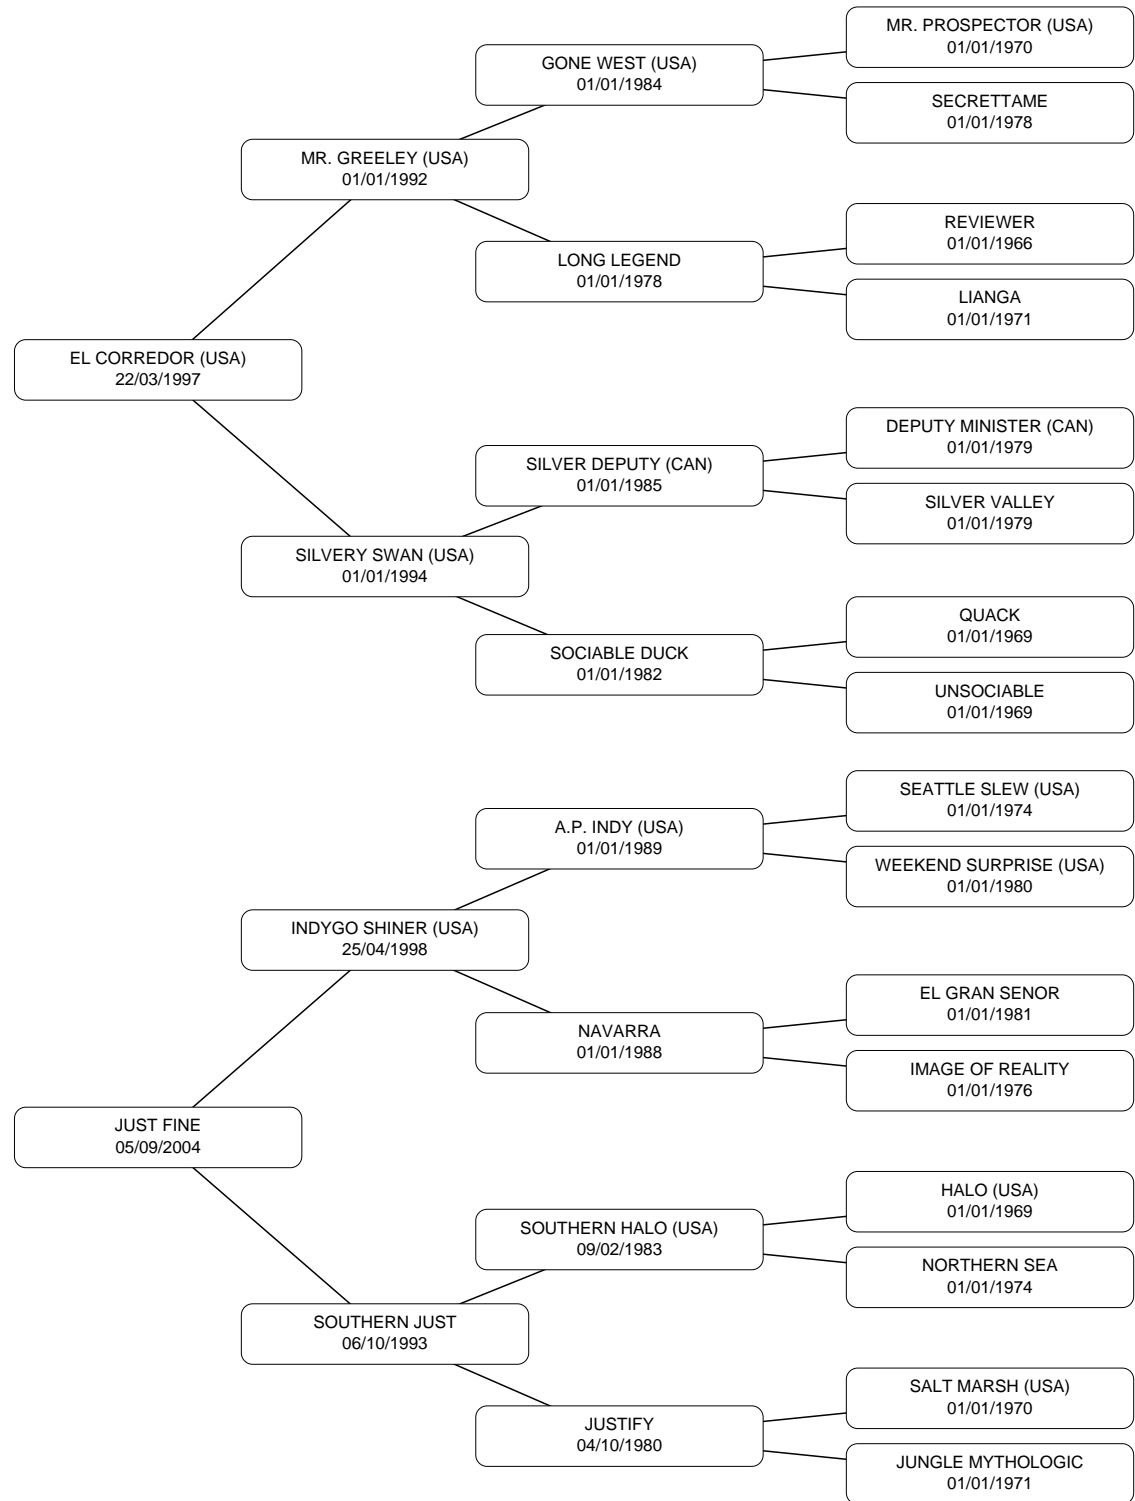 MR. PROSPECTOR (USA)
01/01/1970
GONE WEST (USA)
01/01/1984
SECRETTAME
01/01/1978
MR. GREELEY (USA)
01/01/1992
REVIEWER
01/01/1966
LONG LEGEND
01/01/1978
LIANGA
01/01/1971
EL CORREDOR (USA)
22/03/1997
DEPUTY MINISTER (CAN)
01/01/1979
SILVER DEPUTY (CAN)
01/01/1985
SILVER VALLEY
01/01/1979
SILVERY SWAN (USA)
01/01/1994
QUACK
01/01/1969
SOCIABLE DUCK
01/01/1982
UNSOCIABLE
01/01/1969
SEATTLE SLEW (USA)
01/01/1974
A.P. INDY (USA)
01/01/1989
WEEKEND SURPRISE (USA)
01/01/1980
INDYGO SHINER (USA)
25/04/1998
EL GRAN SENOR
01/01/1981
NAVARRA
01/01/1988
IMAGE OF REALITY
01/01/1976
JUST FINE
05/09/2004
HALO (USA)
01/01/1969
SOUTHERN HALO (USA)
09/02/1983
NORTHERN SEA
01/01/1974
SOUTHERN JUST
06/10/1993
SALT MARSH (USA)
01/01/1970
JUSTIFY
04/10/1980
JUNGLE MYTHOLOGIC
01/01/1971